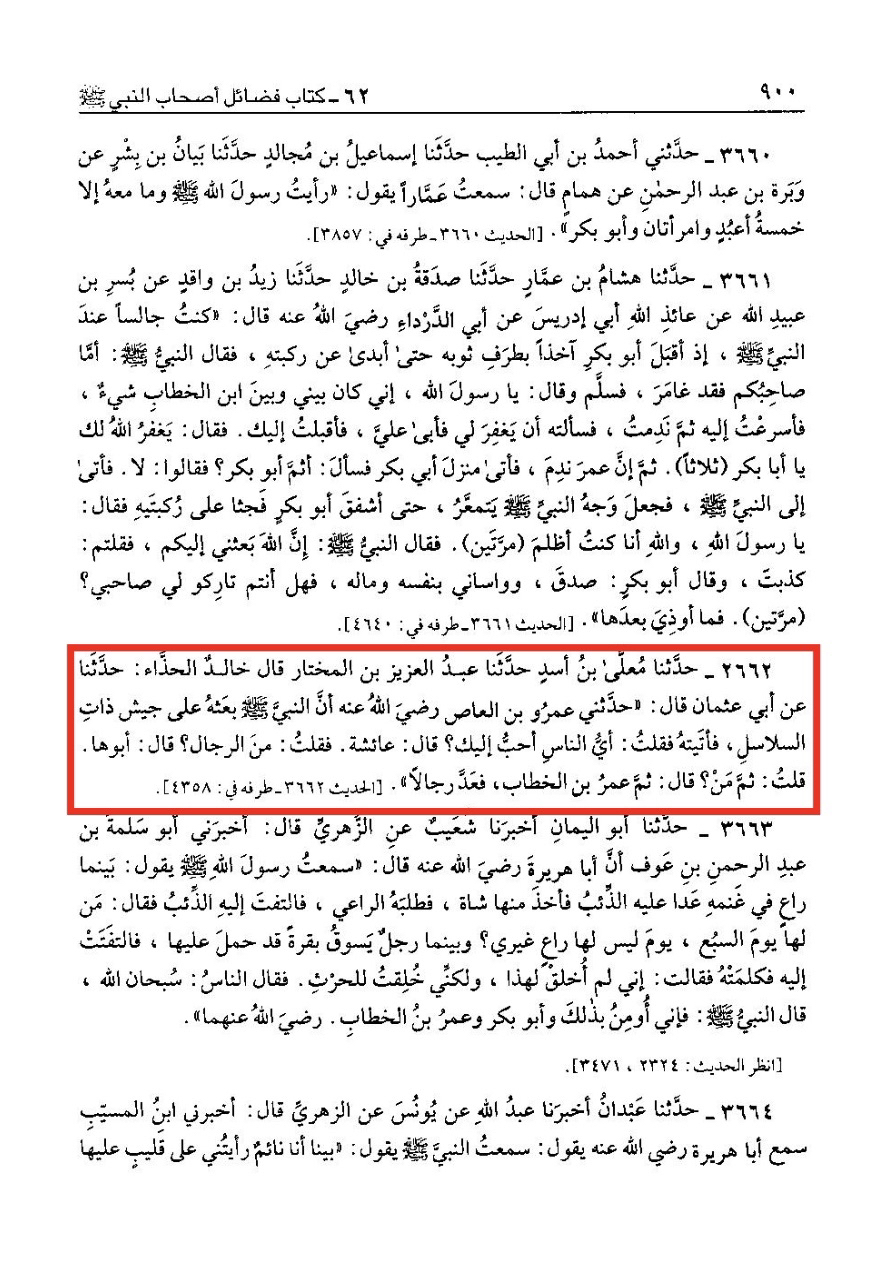 ٩٠٠
٦٢ - كتاب فضائل أصحاب النبي ﷺ
٣٦٦٠ ـ حدَّثني أحمدُ بن أبي الطيب حدَّثنا إسماعيلُ بن مُجالدٍ حدَّثَنا بَيانُ بن بِشْرٍ عن
وَبَرة بن عبد الرحمٰنِ عن همامٍ قال: سمعتُ عَمَّاراً يقول: «رأيتُ رسولَ الله ﷺ وما معهُ إلا
خمسةُ أعبُدٍ وامرأتان وأبو بكر». [الحديث ٣٦٦٠ ـ طرفه في: ٣٨٥٧].
٣٦٦١ ـ حدَّثنا هشامُ بن عمَّارٍ حدَّثَنا صدَقةُ بن خالدٍ حدَّثَنا زيدُ بن واقدٍ عن بُسرِ بن
عبيدِ الله عن عائذِ اللهِ أبي إدريسَ عن أبي الدَّرْداءِ رضيَ اللهُ عنه قال: «كنتُ جالساً عندَ
النبيِّ ﷺ ، إذ أقبَلَ أبو بكرٍ آخذاً بطرَفِ ثوبه حتىٰ أبدىٰ عن ركبتهِ ، فقال النبيُّ ﷺ: أمَّا
صاحِبُكم فقد غامَرَ ، فسلَّم وقال: يا رسولَ الله ، إني كان بيني وبينَ ابن الخطابِ شيءٌ ،
فأسرعْتُ إليه ثمَّ نَدِمتُ ، فسألته أن يَغفِرَ لي فأبىٰ عليَّ ، فأقبلتُ إليك. فقال: يَغفرُ اللهُ لك
يا أبا بكر (ثلاثاً). ثمَّ إنَّ عمرَ ندِمَ ، فأتىٰ منزلَ أبي بكر فسألَ: أثمَّ أبو بكر؟ فقالوا: لا. فأتىٰ
إلى النبيِّ ﷺ ، فجعلَ وَجهُ النبيِّ ﷺ يَتمعَّرُ ، حتى أشفقَ أبو بكرٍ فَجثا على رُكبتَيهِ فقال:
يا رسولَ اللهِ ، واللهِ أنا كنتُ أظلمَ (مرَّتَين). فقال النبيُّ ﷺ: إنَّ اللهَ بَعثني إليكم ، فقلتم:
كذبتَ ، وقال أبو بكرٍ: صدقَ ، وواساني بنفسه وماله ، فهل أنتم تارِكو لي صاحبي؟
(مرَّتين). فما أوذِيَ بعدَها». [الحديث ٣٦٦١ ـ طرفه في: ٤٦٤٠].
٢٦٦٢ ـ حدَّثنا مُعلَّىٰ بنُ أسدٍ حدَّثَنا عبدُ العزيز بن المختار قال خالدٌ الحذَّاء: حدَّثَنا
عن أبي عثمان قال: «حدَّثني عمرُو بن العاص رضيَ اللهُ عنه أنَّ النبيَّ ﷺ بعَثهُ على جيش ذاتِ
السلاسلِ، فأتَيتهُ فقلتُ: أيُّ الناسِ أحبُّ إليك؟ قال: عائشة. فقلتُ: منَ الرجال؟ قال: أبوها.
قلتُ: ثمَّ مَنْ؟ قال: ثمَّ عمرُ بن الخطاب، فعَدَّ رجالاً». [الحديث ٣٦٦٢ ـ طرفه في: ٤٣٥٨].
٣٦٦٣ ـ حدَّثنا أبو اليمانِ أخبرَنا شعَيبٌ عنِ الزُّهريِّ قال: أخبرَني أبو سَلمةَ بن
عبدِ الرحمنِ بنِ عَوف أنَّ أبا هريرةَ رضيَ الله عنه قال: «سمعتُ رسولَ اللهِ ﷺ يقول: بَينما
راعٍ في غَنمهِ عَدا عليه الذِّئبُ فأخذَ منها شاة ، فطلبَهُ الراعي ، فالتفتَ إليهِ الذِّئبُ فقال: مَن
لها يومَ السبُع ، يومَ ليس لها راعٍ غيري؟ وبينما رجلٌ يَسوقُ بقرةً قد حملَ عليها ، فالتفَتَتْ
إليه فكلمَتْهُ فقالت: إني لم أُخلقْ لهذا ، ولكنِّي خُلِقتُ للحرْثِ. فقال الناسُ: سُبحان الله ،
قال النبيُّ ﷺ: فإني أُومِنُ بذٰلكَ وأبو بكر وعمرُ بنُ الخطابِ. رضيَ اللهُ عنهما».
[انظر الحديث: ٢٣٢٤ ، ٣٤٧١].
٣٦٦٤ ـ حدَّثنا عَبْدانُ أخبرَنا عبدُ اللهِ عن يُونُسَ عن الزهريِّ قال: أخبرني ابنُ المسيّبِ
سمع أبا هريرة رضي الله عنه يقول: سمعتُ النبيَّ ﷺ يقول: «بينا أنا نائمٌ رأيتُني على قَليبٍ عليها